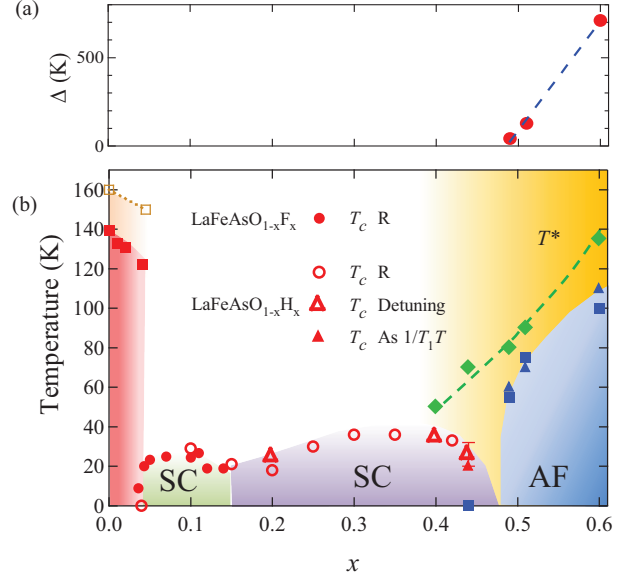 (a)
Δ (K)
500
0
(b)
Temperature (K)
160
140
120
100
80
60
40
20
0
LaFeAsO1-xFx
Tc R
Tc R
LaFeAsO1-xHx
Tc Detuning
Tc As 1/T1T
T*
SC
SC
AF
0.0 0.1 0.2 0.3 0.4 0.5 0.6
x